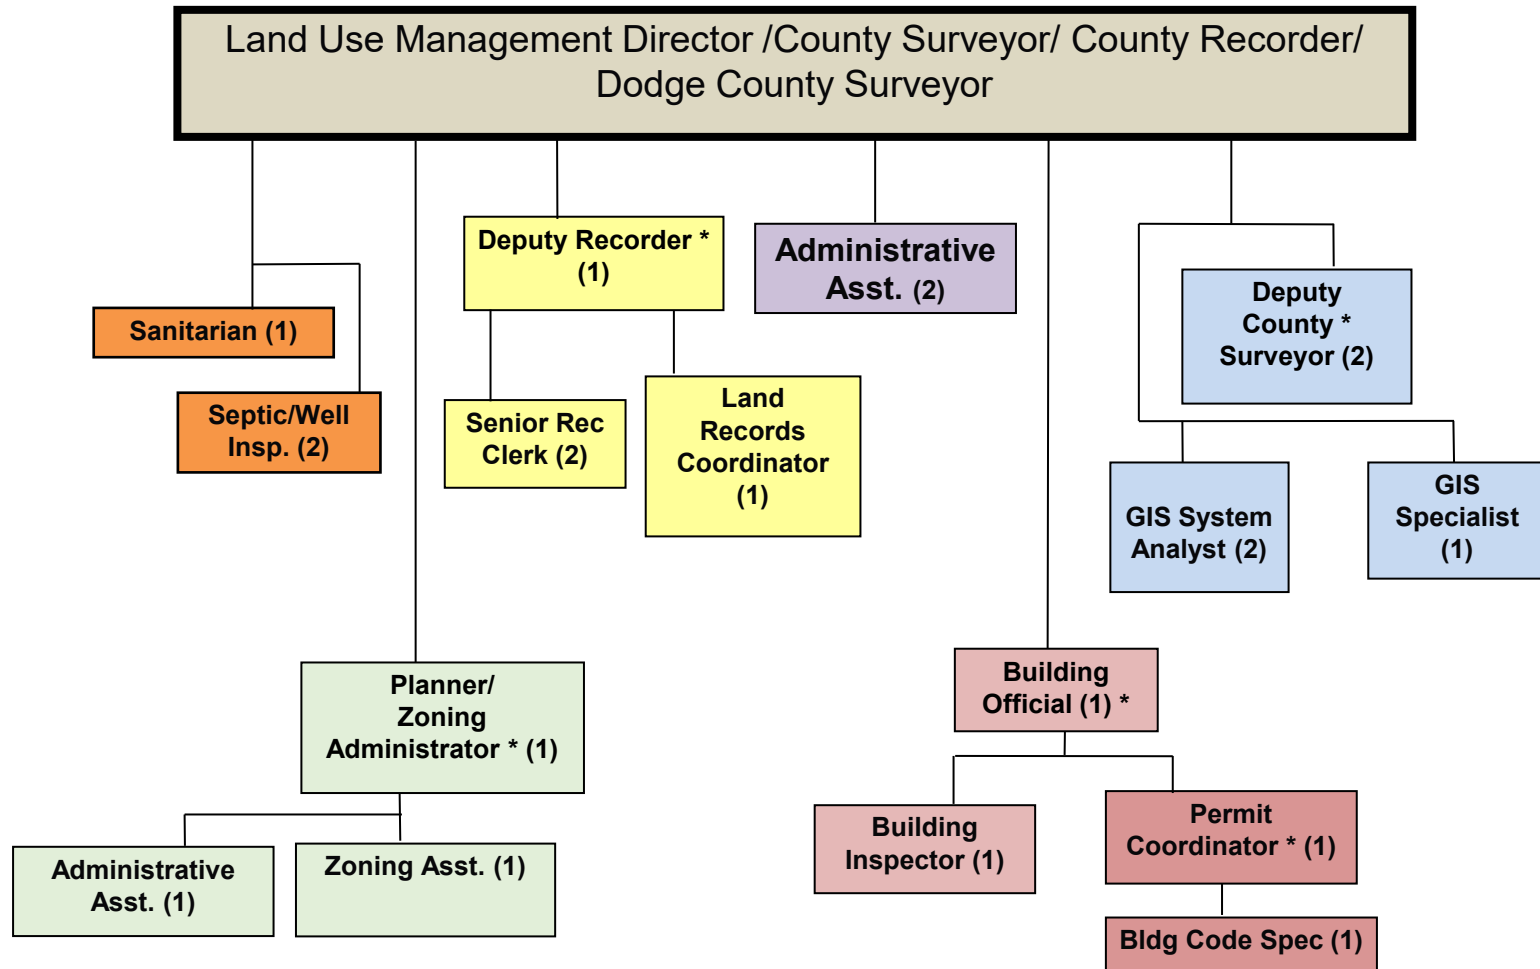 Land Use Management Director /County Surveyor/ County Recorder/
Dodge County Surveyor
Deputy Recorder *
(1)
Administrative
Asst. (2)
Deputy
County *
Surveyor (2)
Sanitarian (1)
Septic/Well
Insp. (2)
Senior Rec
Clerk (2)
Land
Records
Coordinator
(1)
GIS System
Analyst (2)
GIS
Specialist
(1)
Planner/
Zoning
Administrator * (1)
Building
Official (1) *
Administrative
Asst. (1)
Zoning Asst. (1)
Building
Inspector (1)
Permit
Coordinator * (1)
Bldg Code Spec (1)